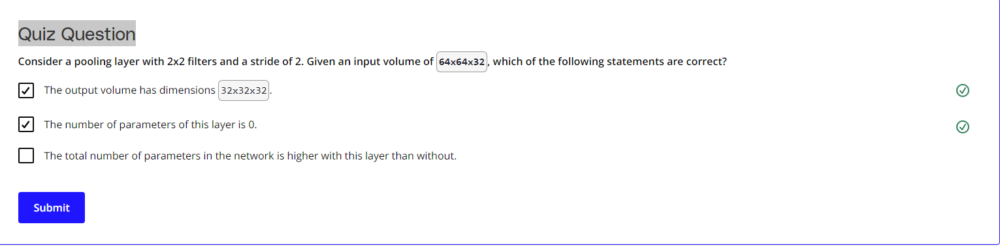 Quiz Question
Consider a pooling layer with 2x2 filters and a stride of 2. Given an input volume of 64x64x32, which of the following statements are correct?
The output volume has dimensions 32x32x32.
The number of parameters of this layer is 0.
The total number of parameters in the network is higher with this layer than without.
Submit